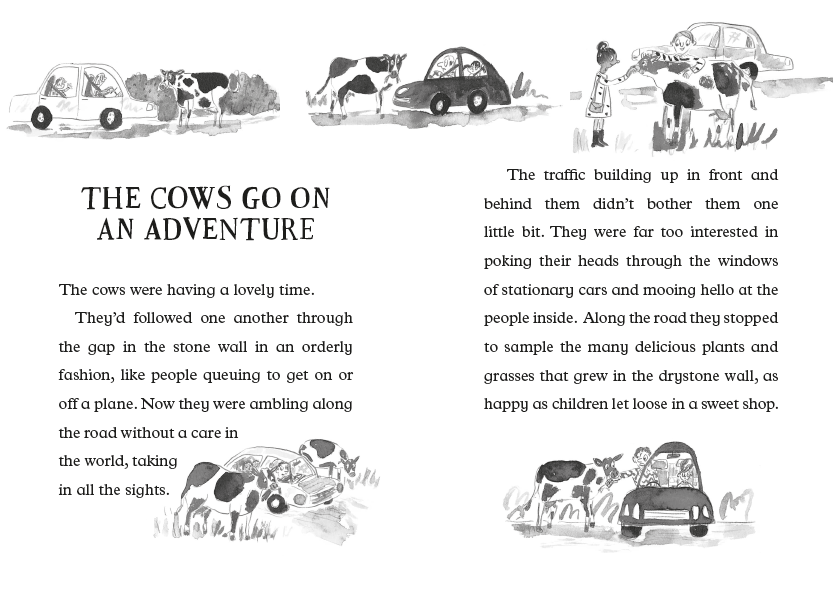 THE COWS GO ON
AN ADVENTURE
The cows were having a lovely time.
They’d followed one another through
the gap in the stone wall in an orderly
fashion, like people queuing to get on or
off a plane. Now they were ambling along
the road without a care in
the world, taking
in all the sights.
The traffic building up in front and
behind them didn’t bother them one
little bit. They were far too interested in
poking their heads through the windows
of stationary cars and mooing hello at the
people inside. Along the road they stopped
to sample the many delicious plants and
grasses that grew in the drystone wall, as
happy as children let loose in a sweet shop.